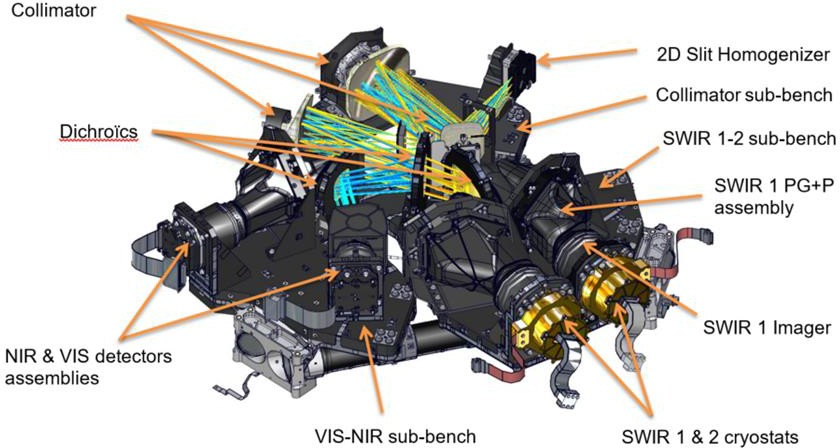 Collimator
2D Slit Homogenizer
Collimator sub-bench
Dichroïcs
SWIR 1-2 sub-bench
SWIR 1 PG+P
assembly
SWIR 1 Imager
NIR & VIS detectors
assemblies
VIS-NIR sub-bench
SWIR 1 & 2 cryostats